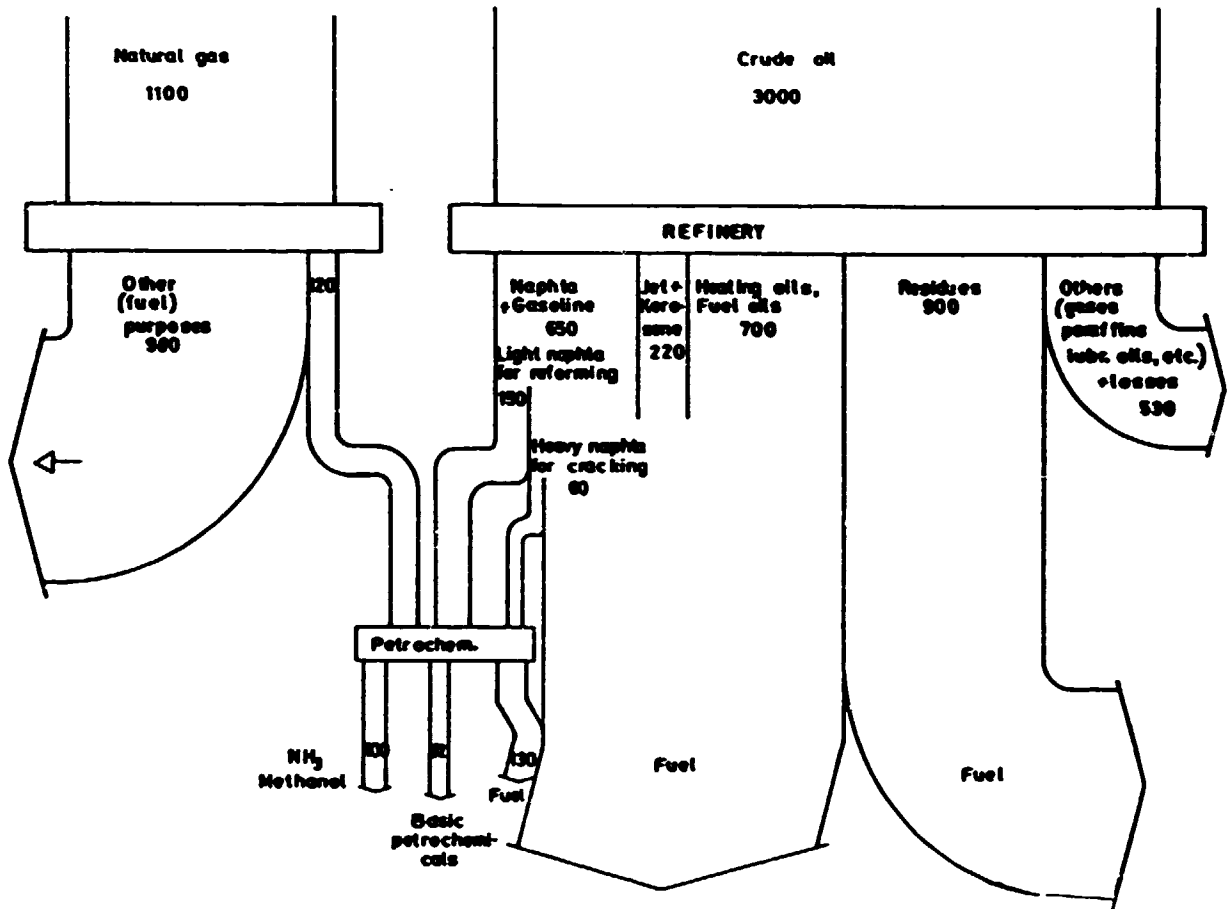 Natural gas
1100
Crude oil
3000
REFINERY
Other
(fuel)
purposes
980
120
Naphta
+Gasoline
650
Light naphta
for reforming
150
Heavy naphta
for cracking
60
Jet+
Kero-
sene
220
Heating oils,
Fuel oils
700
Residues
900
Others
(gases
paraffins
lubr. oils, etc.)
+losses
530
Petrochem.
NH3
Methanol
100
Basic
petrochemi-
cals
Fuel
130
Fuel
Fuel